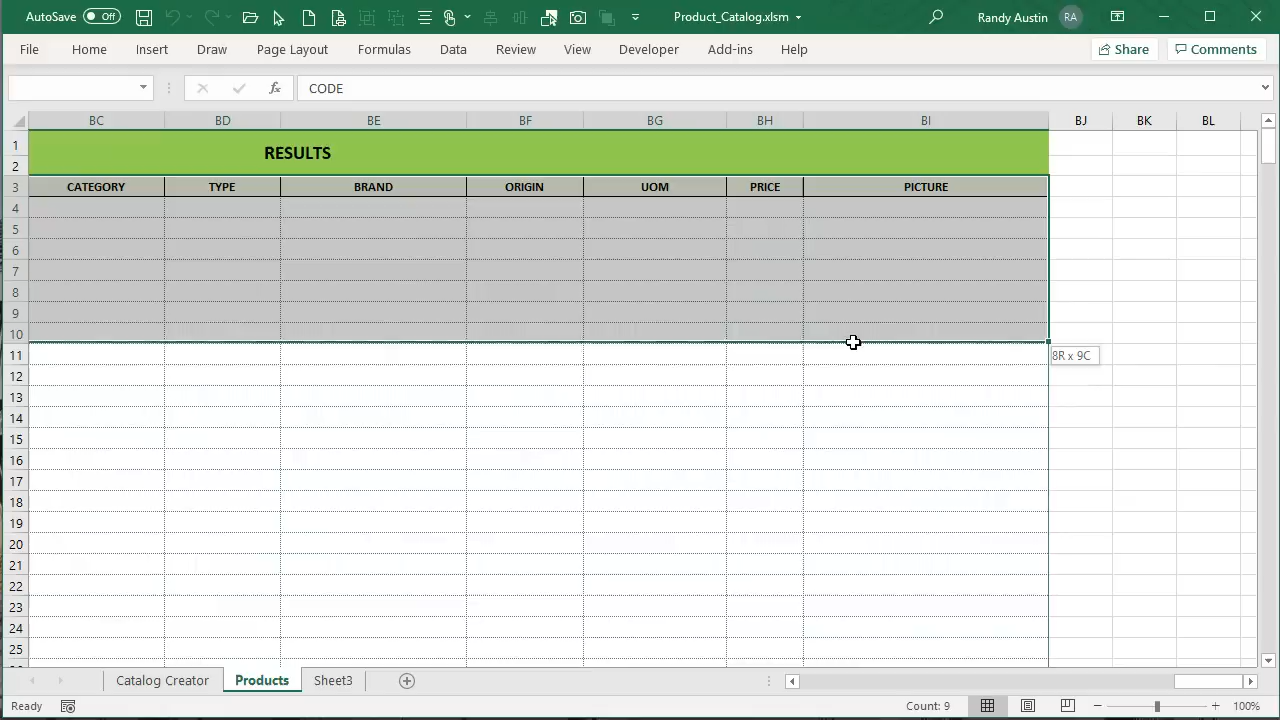 AutoSave Off Product_Catalog.xlsm Randy Austin RA
File Home Insert Draw Page Layout Formulas Data Review View Developer Add-ins Help Share Comments
fx CODE
BC BD BE BF BG BH BI BJ BK BL
1 RESULTS
2
3 CATEGORY TYPE BRAND ORIGIN UOM PRICE PICTURE
4
5
6
7
8
9
10
8R x 9C
11
12
13
14
15
16
17
18
19
20
21
22
23
24
25
Catalog Creator Products Sheet3
Ready Count: 9 100%